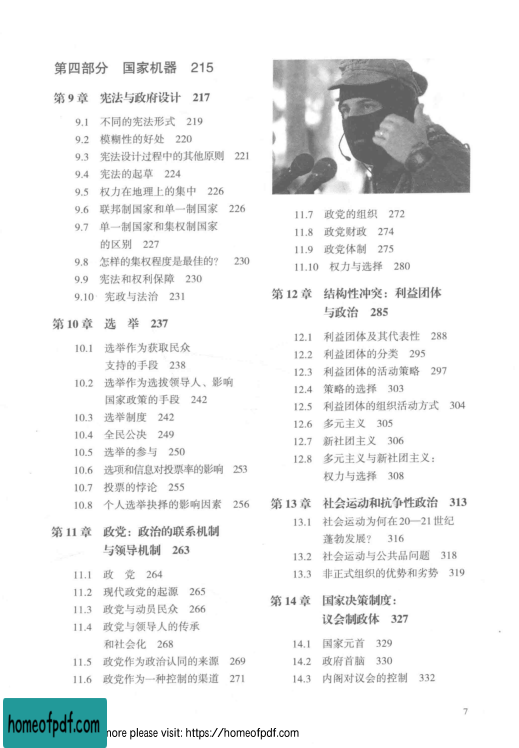 第四部分 国家机器 215
第 9 章 宪法与政府设计 217
9.1 不同的宪法形式 219
9.2 模糊性的好处 220
9.3 宪法设计过程中的其他原则 221
9.4 宪法的起草 224
9.5 权力在地理上的集中 226
9.6 联邦制国家和单一制国家 226
9.7 单一制国家和集权制国家
的区别 227
9.8 怎样的集权程度是最佳的? 230
9.9 宪法和权利保障 230
9.10 宪政与法治 231
第 10 章 选 举 237
10.1 选举作为获取民众
支持的手段 238
10.2 选举作为选拔领导人、影响
国家政策的手段 242
10.3 选举制度 242
10.4 全民公决 249
10.5 选举的参与 250
10.6 选项和信息对投票率的影响 253
10.7 投票的悖论 255
10.8 个人选举抉择的影响因素 256
第 11 章 政党:政治的联系机制
与领导机制 263
11.1 政 党 264
11.2 现代政党的起源 265
11.3 政党与动员民众 266
11.4 政党与领导人的传承
和社会化 268
11.5 政党作为政治认同的来源 269
11.6 政党作为一种控制的渠道 271
11.7 政党的组织 272
11.8 政党财政 274
11.9 政党体制 275
11.10 权力与选择 280
第 12 章 结构性冲突:利益团体
与政治 285
12.1 利益团体及其代表性 288
12.2 利益团体的分类 295
12.3 利益团体的活动策略 297
12.4 策略的选择 303
12.5 利益团体的组织活动方式 304
12.6 多元主义 305
12.7 新社团主义 306
12.8 多元主义与新社团主义:
权力与选择 308
第 13 章 社会运动和抗争性政治 313
13.1 社会运动为何在 20—21 世纪
蓬勃发展? 316
13.2 社会运动与公共品问题 318
13.3 非正式组织的优势和劣势 319
第 14 章 国家决策制度:
议会制政体 327
14.1 国家元首 329
14.2 政府首脑 330
14.3 内阁对议会的控制 332
7
homeofpdf.com
more please visit: https://homeofpdf.com